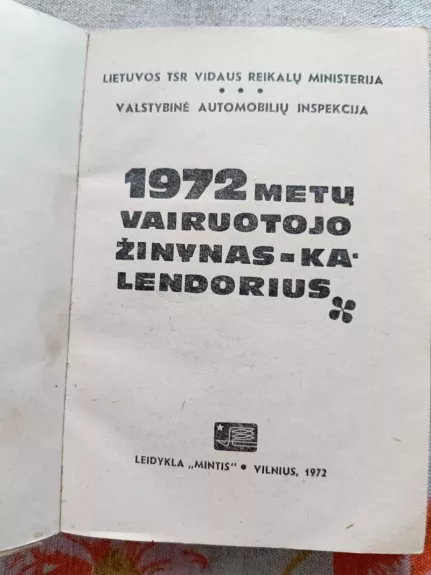 LIETUVOS TSR VIDAUS REIKALŲ MINISTERIJA
• • •
VALSTYBINĖ AUTOMOBILIŲ INSPEKCIJA
1972 METŲ
VAIRUOTOJO
ŽINYNAS-KA-
LENDORIUS
LEIDYKLA „MINTIS“ • VILNIUS, 1972